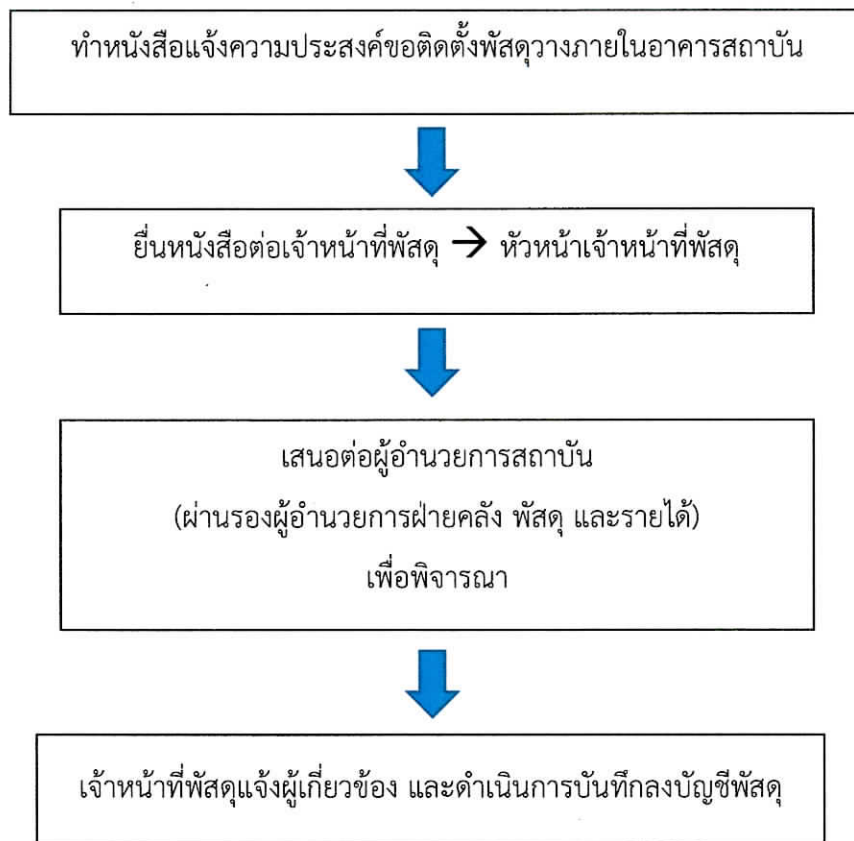 ทำหนังสือแจ้งความประสงค์ขอติดตั้งพัสดุวางภายในอาคารสถาบัน
ยื่นหนังสือต่อเจ้าหน้าที่พัสดุ → หัวหน้าเจ้าหน้าที่พัสดุ
เสนอต่อผู้อำนวยการสถาบัน
(ผ่านรองผู้อำนวยการฝ่ายคลัง พัสดุ และรายได้)
เพื่อพิจารณา
เจ้าหน้าที่พัสดุแจ้งผู้เกี่ยวข้อง และดำเนินการบันทึกลงบัญชีพัสดุ